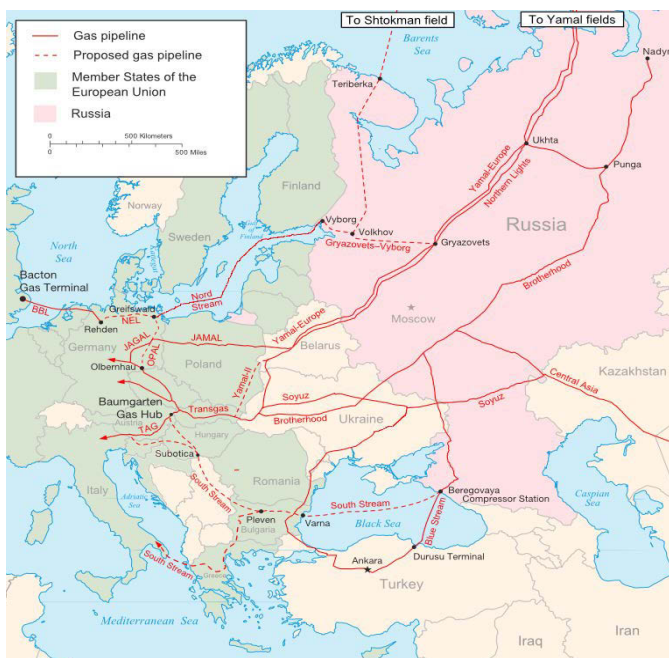 To Shtokman field
To Yamal fields
Gas pipeline
Proposed gas pipeline
Member States of the
European Union
Russia
0 500 Kilometers
0 500 Miles
Barents
Sea
Nadym
Teriberka
Ukhta
Yamal-Europe
Northern Lights
Punga
Finland
Norway
Sweden
Vyborg
Gulf of
Finland
Volkhov
Gryazovets
Gryazovets–Vyborg
Russia
North
Sea
Bacton
Gas Terminal
BBL
Greifswald
Nord
Stream
NEL
Rehden
Brotherhood
Moscow
Germany
JAGAL
OPAL
JAMAL
Poland
Yamal-Europe
Belarus
Olbernhau
Yamal-II
Kazakhstan
Central Asia
Baumgarten
Gas Hub
Transgas
Soyuz
Brotherhood
Ukraine
Soyuz
TAG
Austria
Hungary
Subotica
Romania
Italy
Adriatic
Sea
South Stream
Pleven
Bulgaria
Varna
South Stream
Black Sea
Beregovaya
Compressor Station
Blue Stream
Caspian
Sea
South Stream
Greece
Ankara
Durusu Terminal
Turkey
Mediterranean Sea
Iraq
Iran